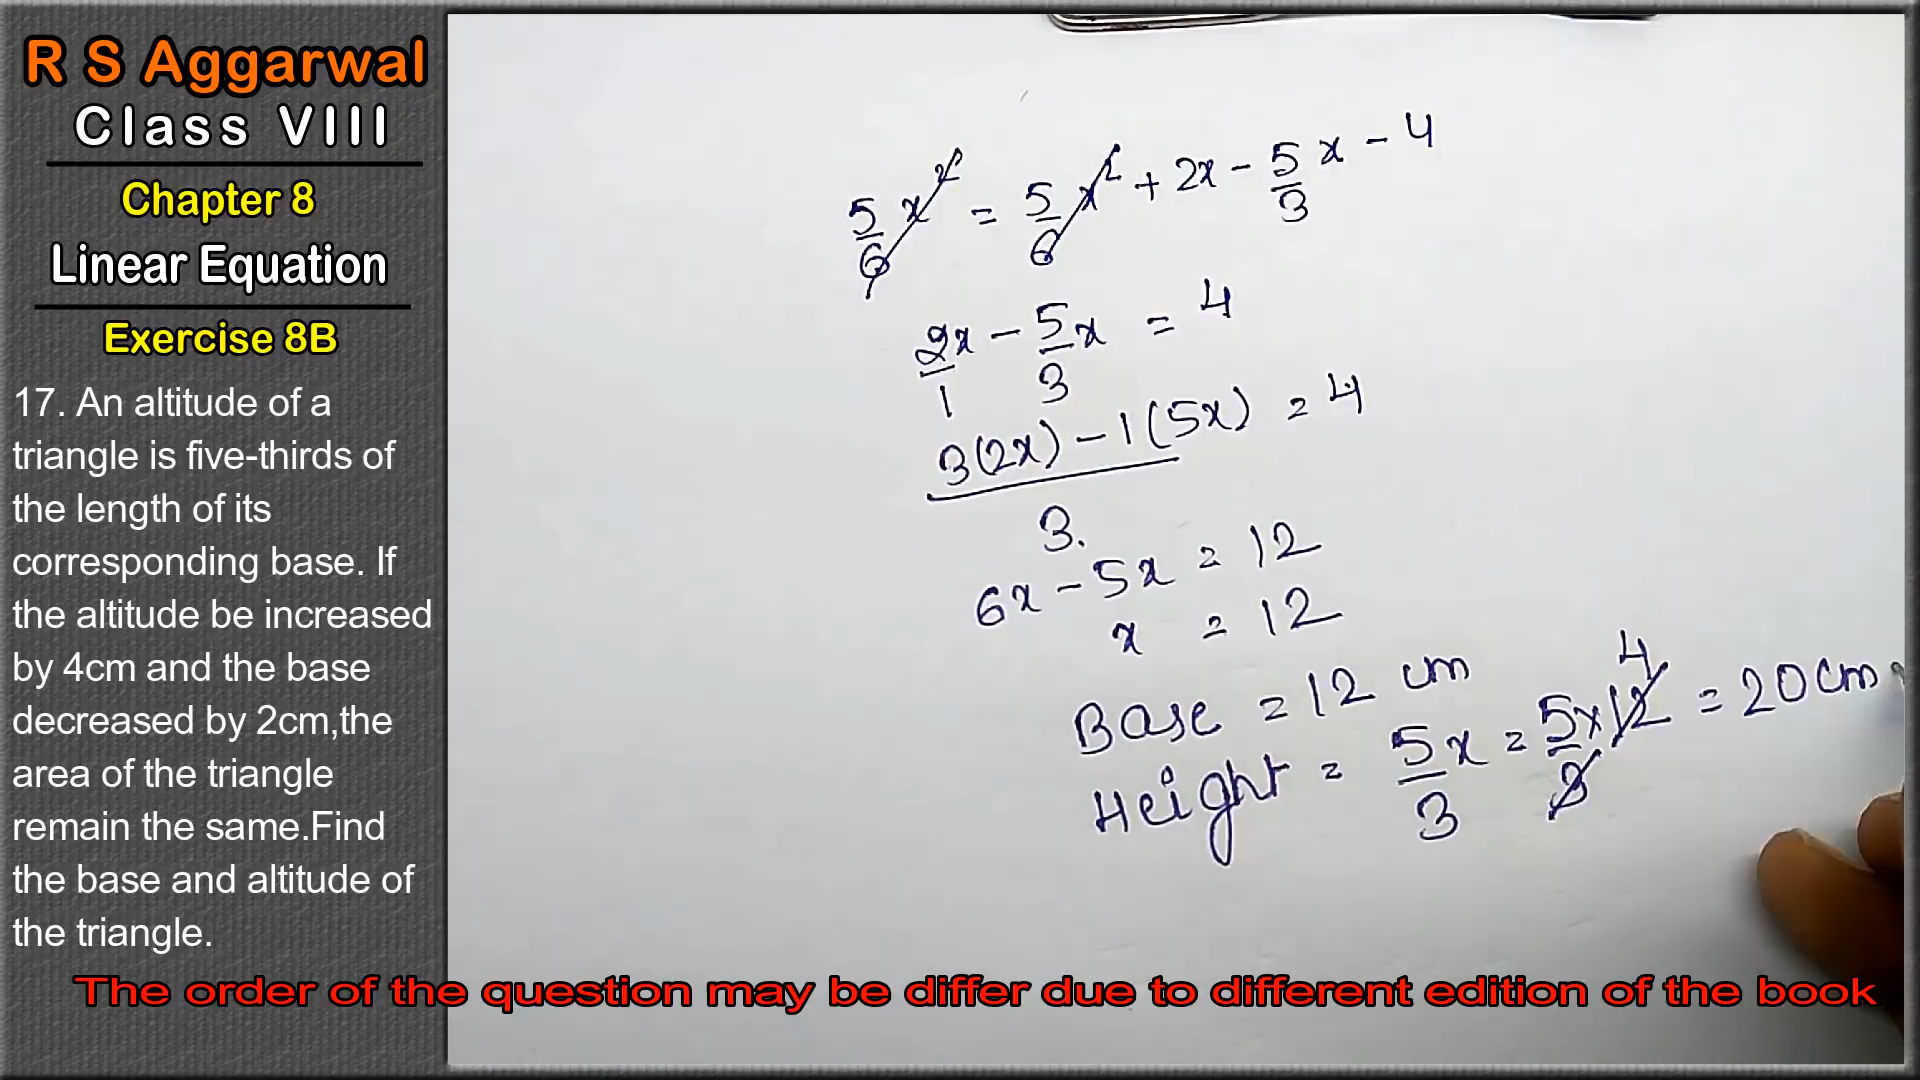 R S Aggarwal
Class VIII
Chapter 8
Linear Equation
Exercise 8B
17. An altitude of a
triangle is five-thirds of
the length of its
corresponding base. If
the altitude be increased
by 4cm and the base
decreased by 2cm,the
area of the triangle
remain the same.Find
the base and altitude of
the triangle.
5/6 x² = 5/6 x² + 2x - 5/3 x - 4
2x/1 - 5/3 x = 4
3(2x) - 1(5x) / 3. = 4
6x - 5x = 12
x = 12
Base = 12 cm
Height = 5/3 x = 5x12/3 4 = 20cm
The order of the question may be differ due to different edition of the book